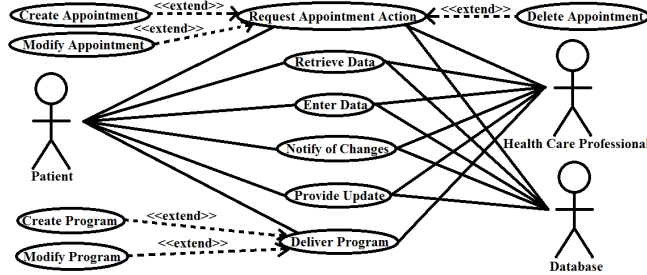 Create Appointment
<<extend>>
Request Appointment Action
<<extend>>
Delete Appointment
Modify Appointment
<<extend>>
Retrieve Data
Enter Data
Notify of Changes
Health Care Professional
Patient
Provide Update
Create Program
<<extend>>
Deliver Program
Modify Program
<<extend>>
Database